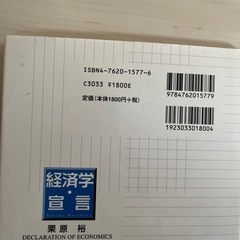 ISBN4-7620-1577-6
C3033 ¥1800E
定価(本体1800円+税)
9784762015779
1923033018004
経済学・宣言
栗原 裕
DECLARATION OF ECONOMICS